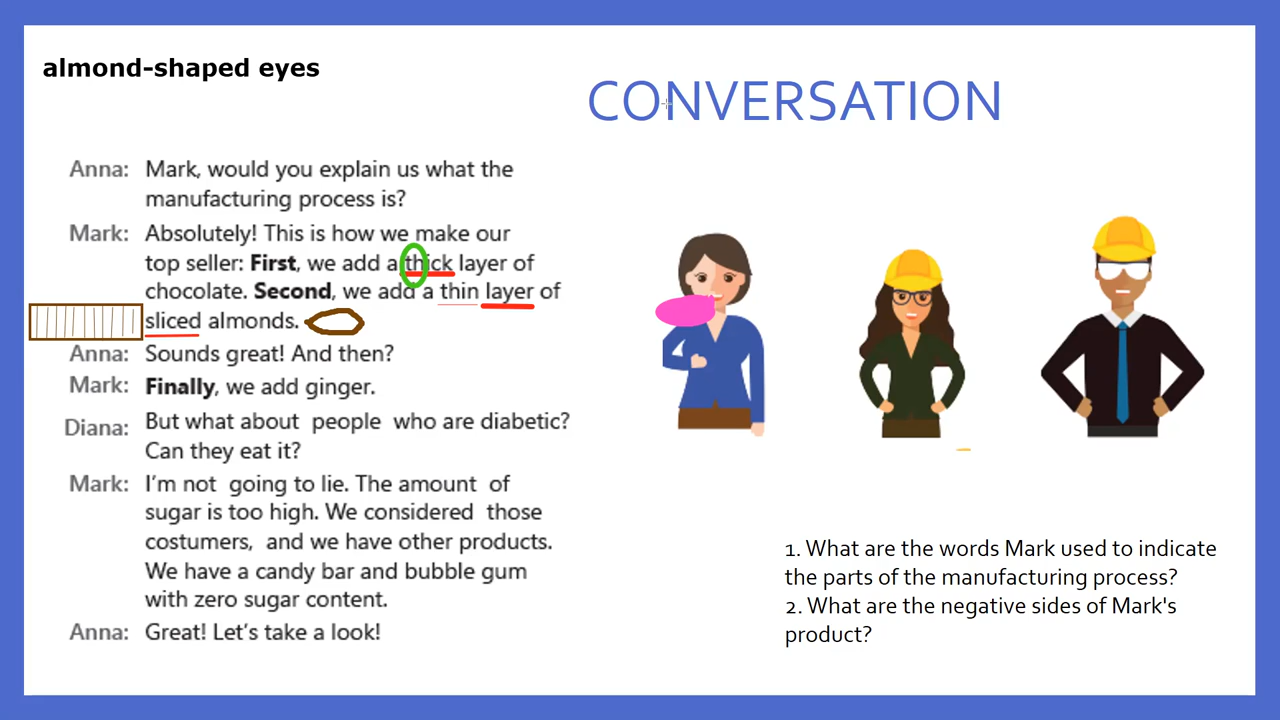 almond-shaped eyes
CONVERSATION
Anna: Mark, would you explain us what the
manufacturing process is?
Mark: Absolutely! This is how we make our
top seller: First, we add a thick layer of
chocolate. Second, we add a thin layer of
sliced almonds.
Anna: Sounds great! And then?
Mark: Finally, we add ginger.
Diana: But what about people who are diabetic?
Can they eat it?
Mark: I'm not going to lie. The amount of
sugar is too high. We considered those
costumers, and we have other products.
We have a candy bar and bubble gum
with zero sugar content.
Anna: Great! Let's take a look!
1. What are the words Mark used to indicate
the parts of the manufacturing process?
2. What are the negative sides of Mark's
product?